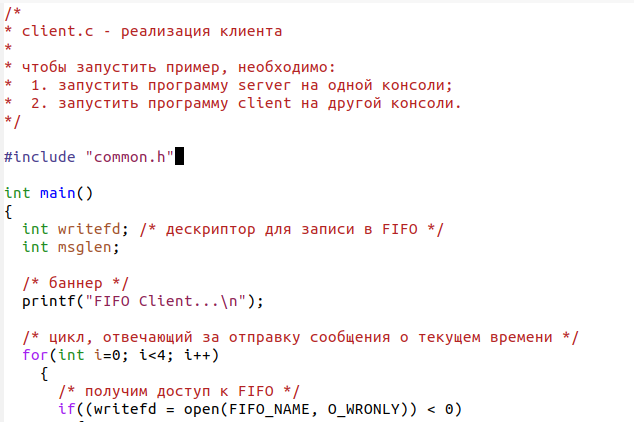 /*
* client.c - реализация клиента
*
* чтобы запустить пример, необходимо:
*  1. запустить программу server на одной консоли;
*  2. запустить программу client на другой консоли.
*/

#include "common.h"

int main()
{
  int writefd; /* дескриптор для записи в FIFO */
  int msglen;

  /* баннер */
  printf("FIFO Client...\n");

  /* цикл, отвечающий за отправку сообщения о текущем времени */
  for(int i=0; i<4; i++)
    {
      /* получим доступ к FIFO */
      if((writefd = open(FIFO_NAME, O_WRONLY)) < 0)